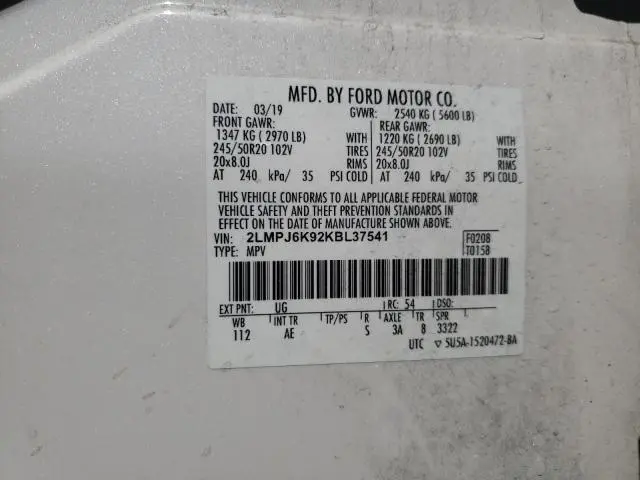 MFD. BY FORD MOTOR CO.
DATE: 03/19 GVWR: 2540 KG ( 5600 LB)
FRONT GAWR: REAR GAWR:
1347 KG ( 2970 LB) WITH 1220 KG ( 2690 LB) WITH
245/50R20 102V TIRES 245/50R20 102V TIRES
20x8.0J RIMS 20x8.0J RIMS
AT 240 kPa/ 35 PSI COLD AT 240 kPa/ 35 PSI COLD
THIS VEHICLE CONFORMS TO ALL APPLICABLE FEDERAL MOTOR
VEHICLE SAFETY AND THEFT PREVENTION STANDARDS IN
EFFECT ON THE DATE OF MANUFACTURE SHOWN ABOVE.
VIN: 2LMPJ6K92KBL37541 F0208
TYPE: MPV T0158
EXT PNT: UG RC: 54 DSO:
WB INT TR TP/PS R AXLE TR SPR
112 AE S 3A 8 3322
UTC ▽ 5U5A-1520472-BA